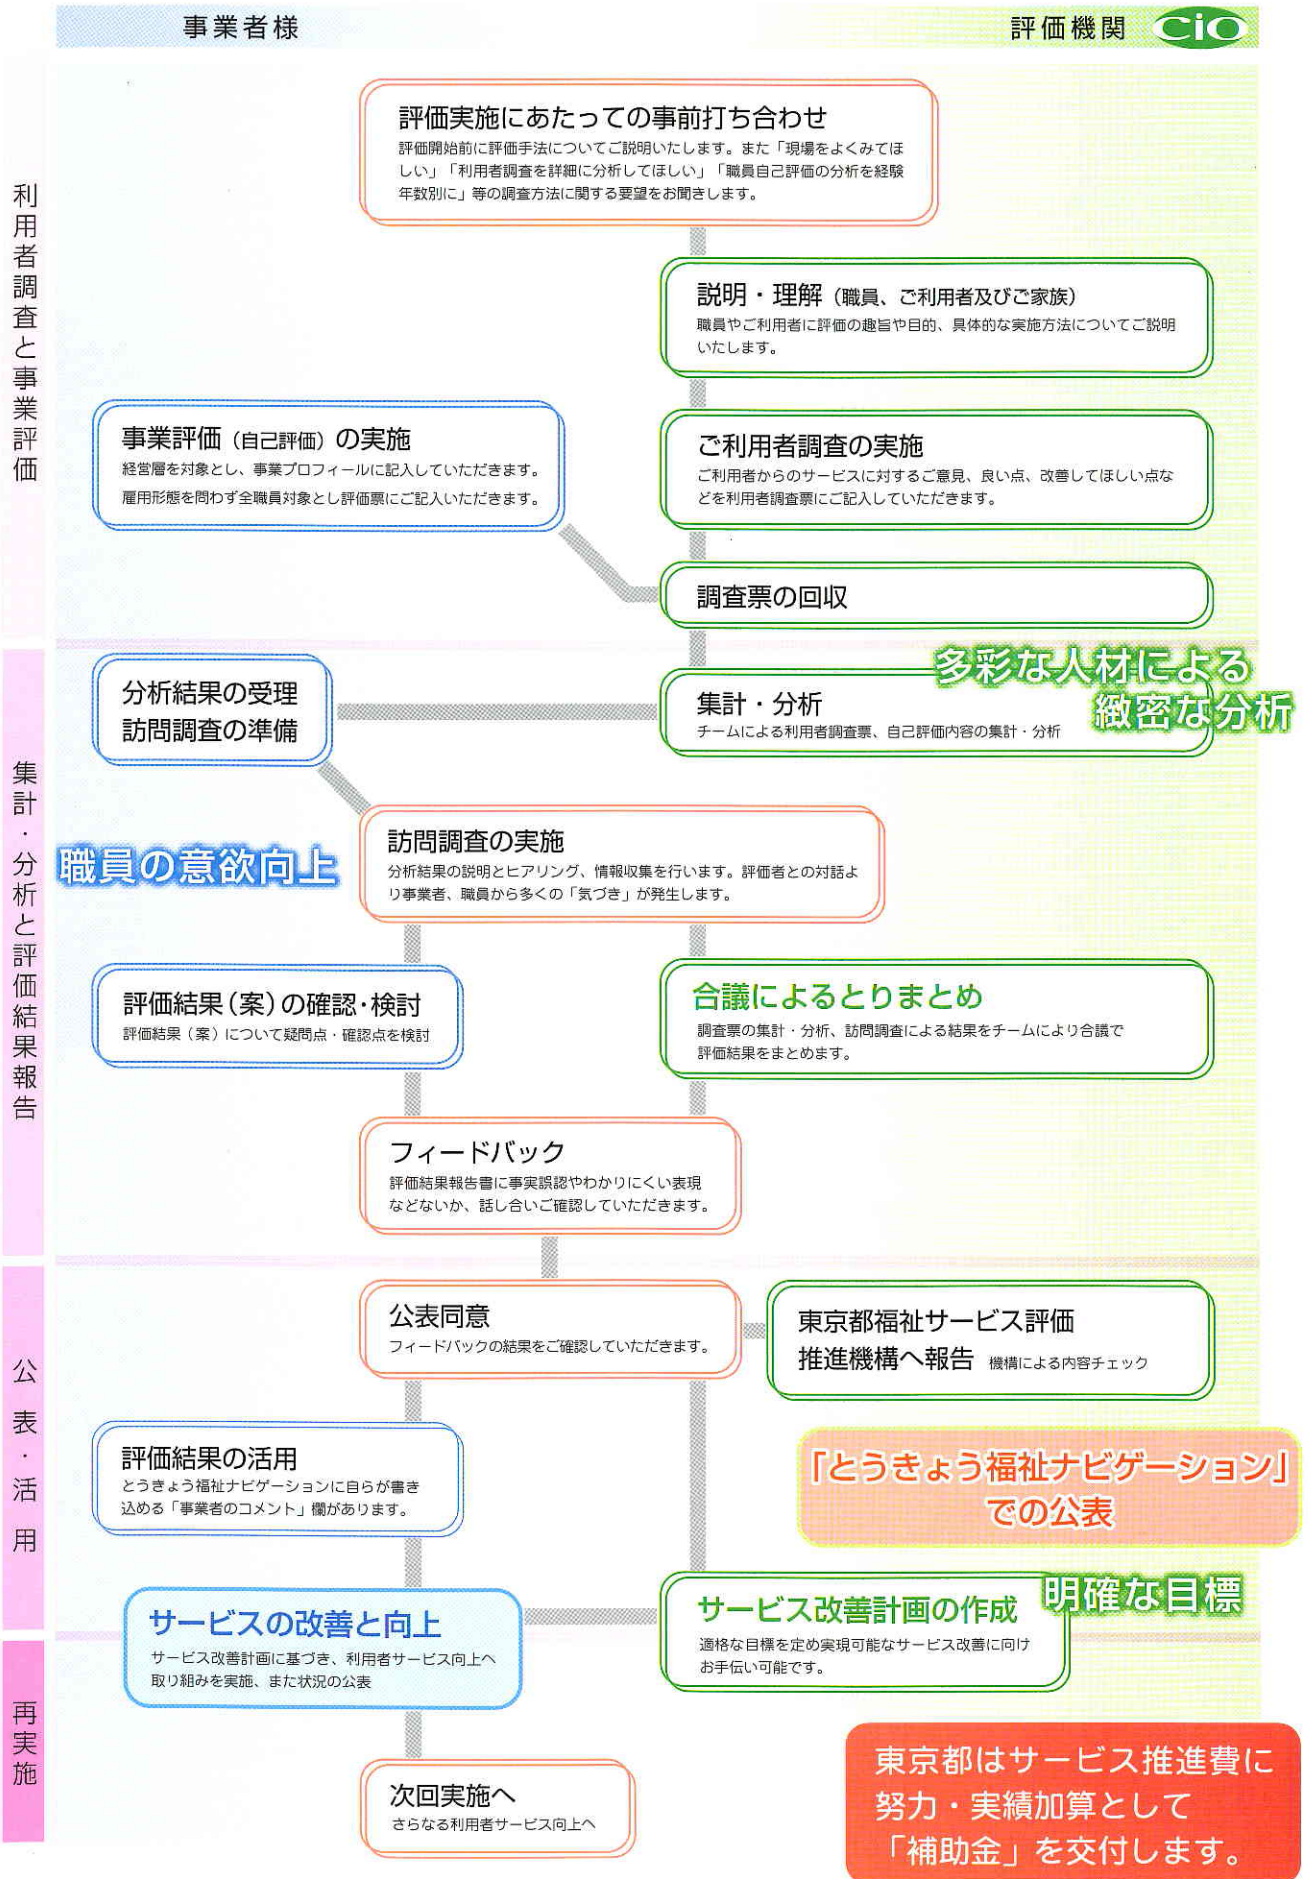 事業者様
評価機関 CiO
利用者調査と事業評価
評価実施にあたっての事前打ち合わせ
評価開始前に評価手法についてご説明いたします。また「現場をよくみてほ
しい」「利用者調査を詳細に分析してほしい」「職員自己評価の分析を経験
年数別に」等の調査方法に関する要望をお聞きします。
説明・理解（職員、ご利用者及びご家族）
職員やご利用者に評価の趣旨や目的、具体的な実施方法についてご説明
いたします。
事業評価（自己評価）の実施
経営層を対象とし、事業プロフィールに記入していただきます。
雇用形態を問わず全職員対象とし評価票にご記入いただきます。
ご利用者調査の実施
ご利用者からのサービスに対するご意見、良い点、改善してほしい点な
どを利用者調査票にご記入していただきます。
調査票の回収
集計・分析と評価結果報告
多彩な人材による
緻密な分析
分析結果の受理
訪問調査の準備
集計・分析
チームによる利用者調査票、自己評価内容の集計・分析
職員の意欲向上
訪問調査の実施
分析結果の説明とヒアリング、情報収集を行います。評価者との対話よ
り事業者、職員から多くの「気づき」が発生します。
評価結果（案）の確認・検討
評価結果（案）について疑問点・確認点を検討
合議によるとりまとめ
調査票の集計・分析、訪問調査による結果をチームにより合議で
評価結果をまとめます。
フィードバック
評価結果報告書に事実誤認やわかりにくい表現
などないか、話し合いご確認していただきます。
公表・活用
公表同意
フィードバックの結果をご確認していただきます。
東京都福祉サービス評価
推進機構へ報告 機構による内容チェック
評価結果の活用
とうきょう福祉ナビゲーションに自らが書き
込める「事業者のコメント」欄があります。
「とうきょう福祉ナビゲーション」
での公表
サービスの改善と向上
サービス改善計画に基づき、利用者サービス向上へ
取り組みを実施、また状況の公表
サービス改善計画の作成
適格な目標を定め実現可能なサービス改善に向け
お手伝い可能です。
明確な目標
再実施
次回実施へ
さらなる利用者サービス向上へ
東京都はサービス推進費に
努力・実績加算として
「補助金」を交付します。